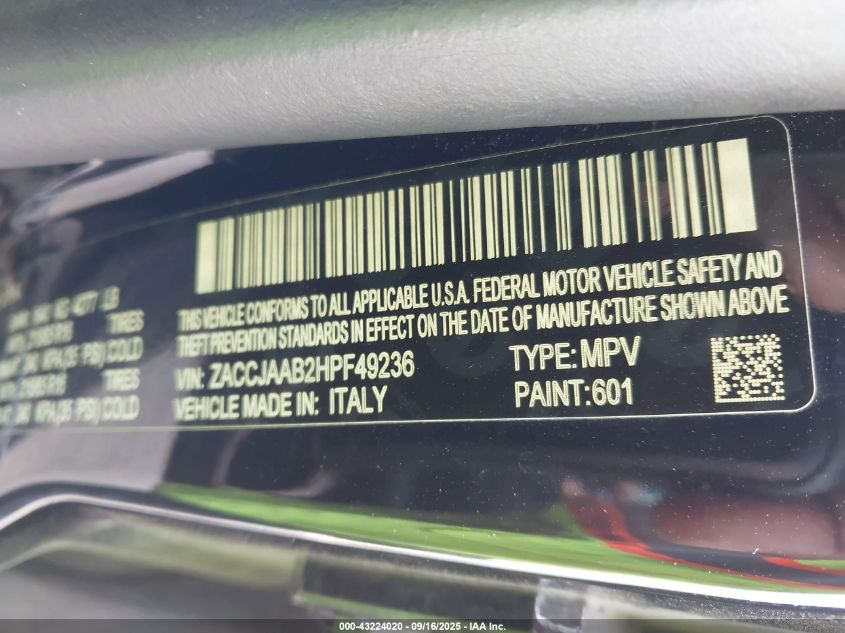 THIS VEHICLE CONFORMS TO ALL APPLICABLE U.S.A. FEDERAL MOTOR VEHICLE SAFETY AND
THEFT PREVENTION STANDARDS IN EFFECT ON THE DATE OF MANUFACTURE SHOWN ABOVE
VIN: ZACCJAAB2HPF49236 TYPE: MPV
VEHICLE MADE IN: ITALY PAINT:601
TIRES
COLD
TIRES
COLD
000-43224020 - 09/16/2025 - IAA Inc.